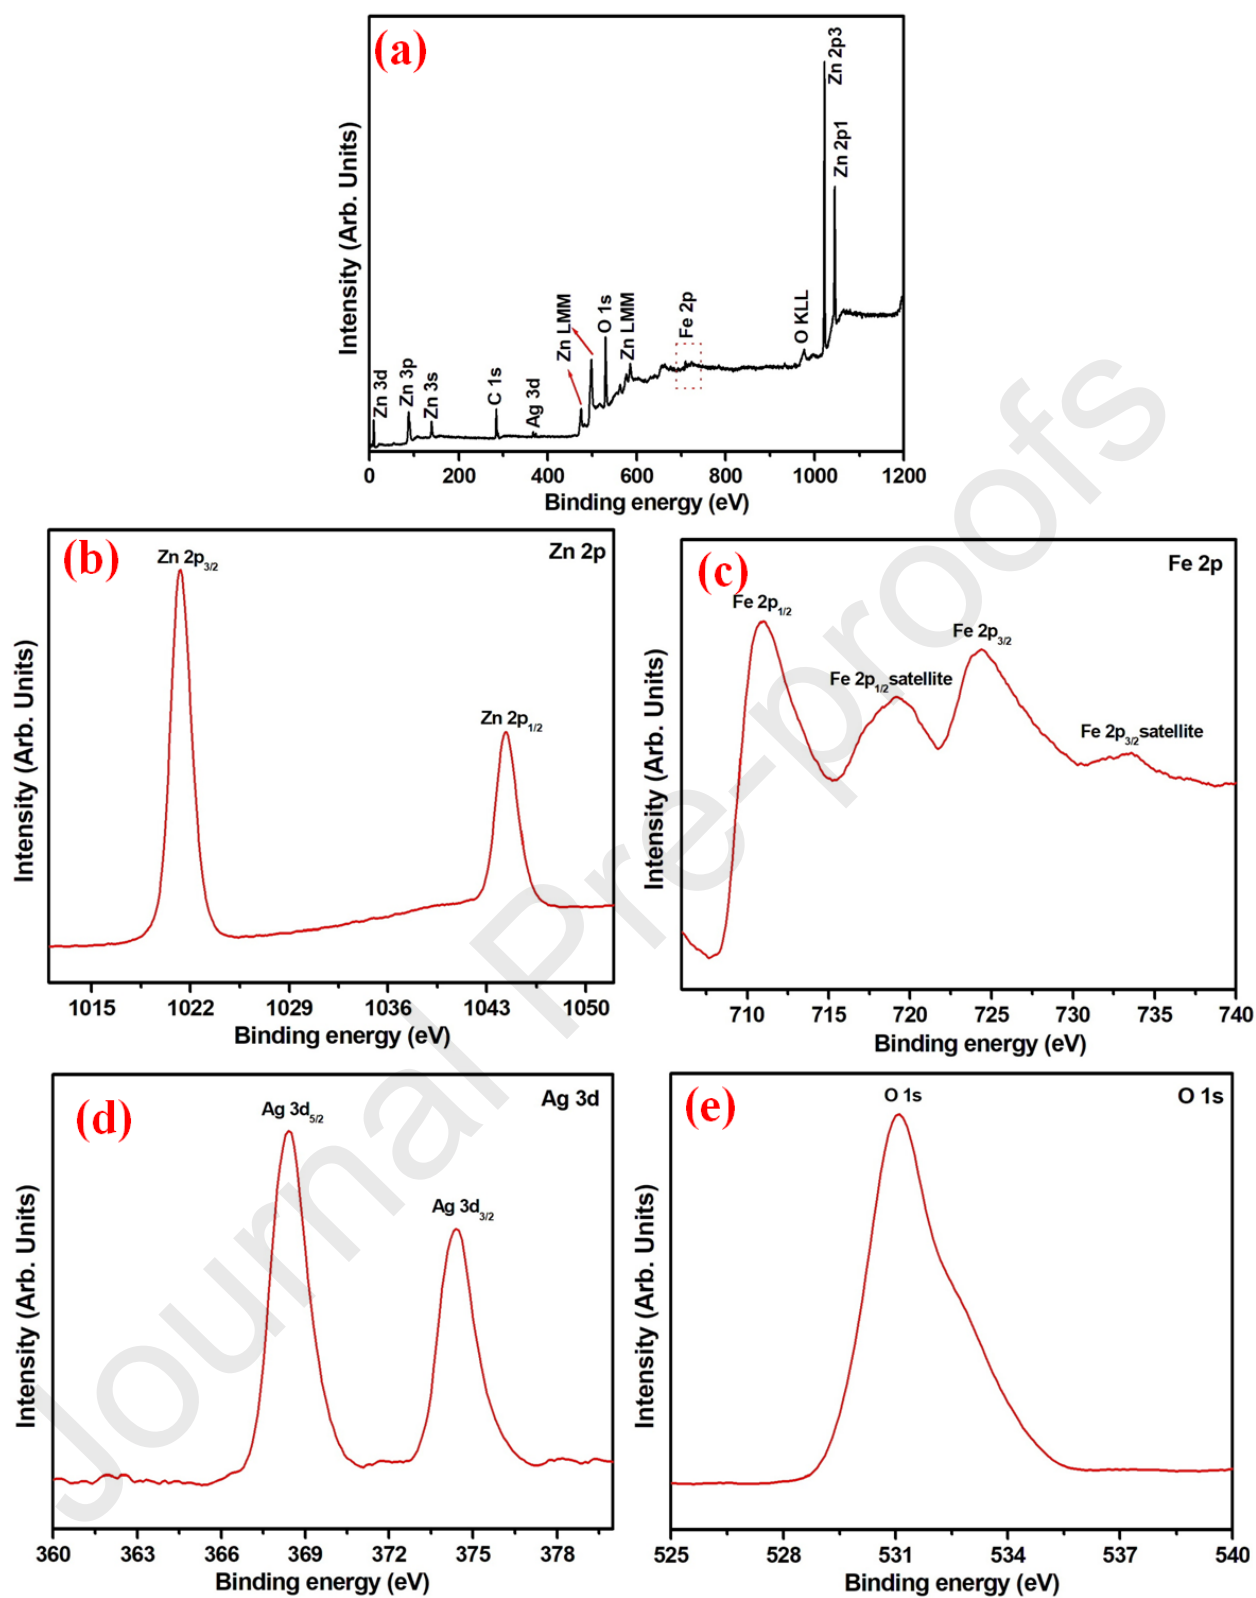 (a)
Intensity (Arb. Units)
Zn 3d
Zn 3p
Zn 3s
C 1s
Ag 3d
Zn LMM
O 1s
Zn LMM
Fe 2p
O KLL
Zn 2p3
Zn 2p1
0 200 400 600 800 1000 1200
Binding energy (eV)
(b)
Zn 2p
Zn 2p3/2
Zn 2p1/2
Intensity (Arb. Units)
1015 1022 1029 1036 1043 1050
Binding energy (eV)
(c)
Fe 2p
Fe 2p1/2
Fe 2p1/2 satellite
Fe 2p3/2
Fe 2p3/2 satellite
Intensity (Arb. Units)
710 715 720 725 730 735 740
Binding energy (eV)
(d)
Ag 3d
Ag 3d5/2
Ag 3d3/2
Intensity (Arb. Units)
360 363 366 369 372 375 378
Binding energy (eV)
(e)
O 1s
O 1s
Intensity (Arb. Units)
525 528 531 534 537 540
Binding energy (eV)
Journal Pre-proofs